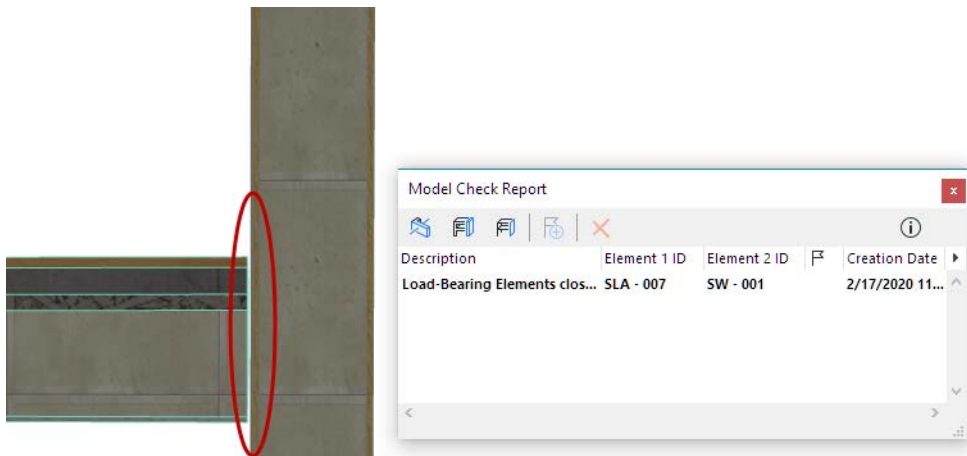 Model Check Report
Description Element 1 ID Element 2 ID Creation Date
Load-Bearing Elements clos... SLA - 007 SW - 001 2/17/2020 11...